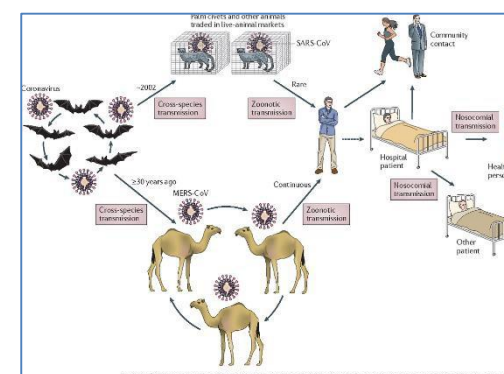 Palm civets and other animals
traded in live-animal markets
SARS-CoV
Community
contact
Coronavirus
~2002
Rare
Cross-species
transmission
Zoonotic
transmission
Nosocomial
transmission
Hospital
patient
≥30 years ago
MERS-CoV
Continuous
Cross-species
transmission
Zoonotic
transmission
Nosocomial
transmission
Other
patient